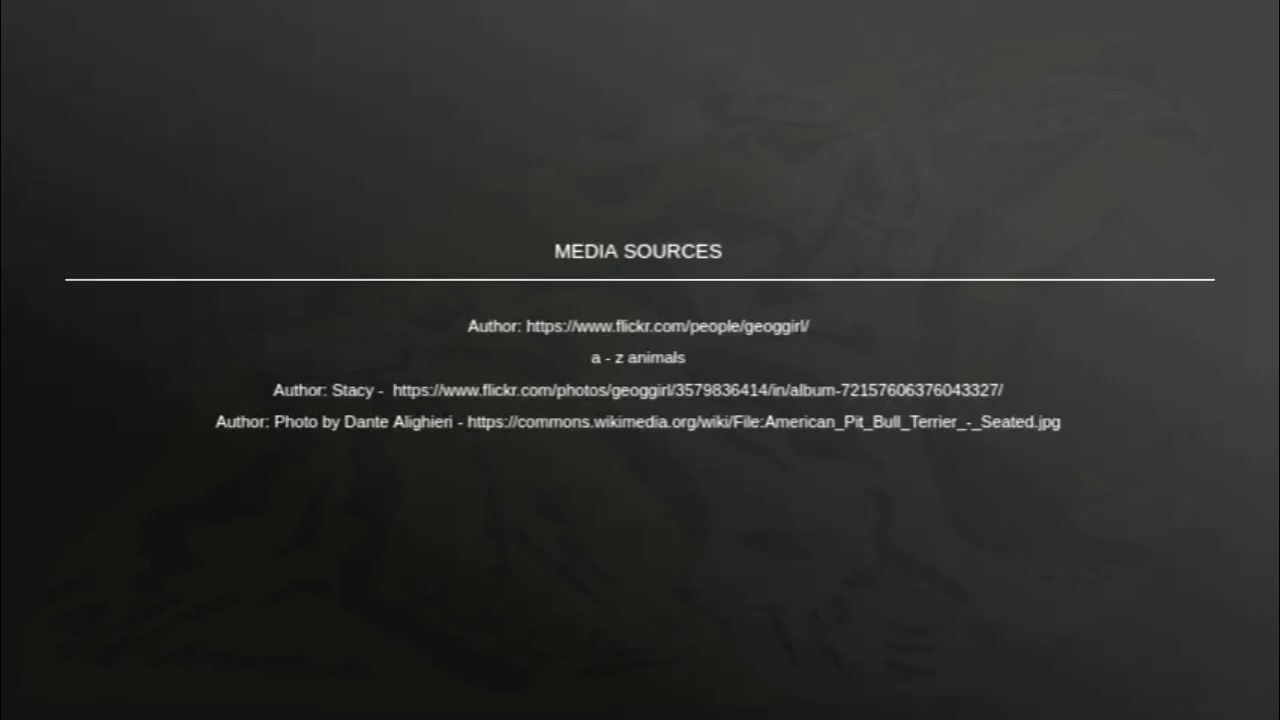 MEDIA SOURCES
Author: https://www.flickr.com/people/geoggirl/
a - z animals
Author: Stacy - https://www.flickr.com/photos/geoggirl/3579836414/in/album-72157606376043327/
Author: Photo by Dante Alighieri - https://commons.wikimedia.org/wiki/File:American_Pit_Bull_Terrier_-_Seated.jpg